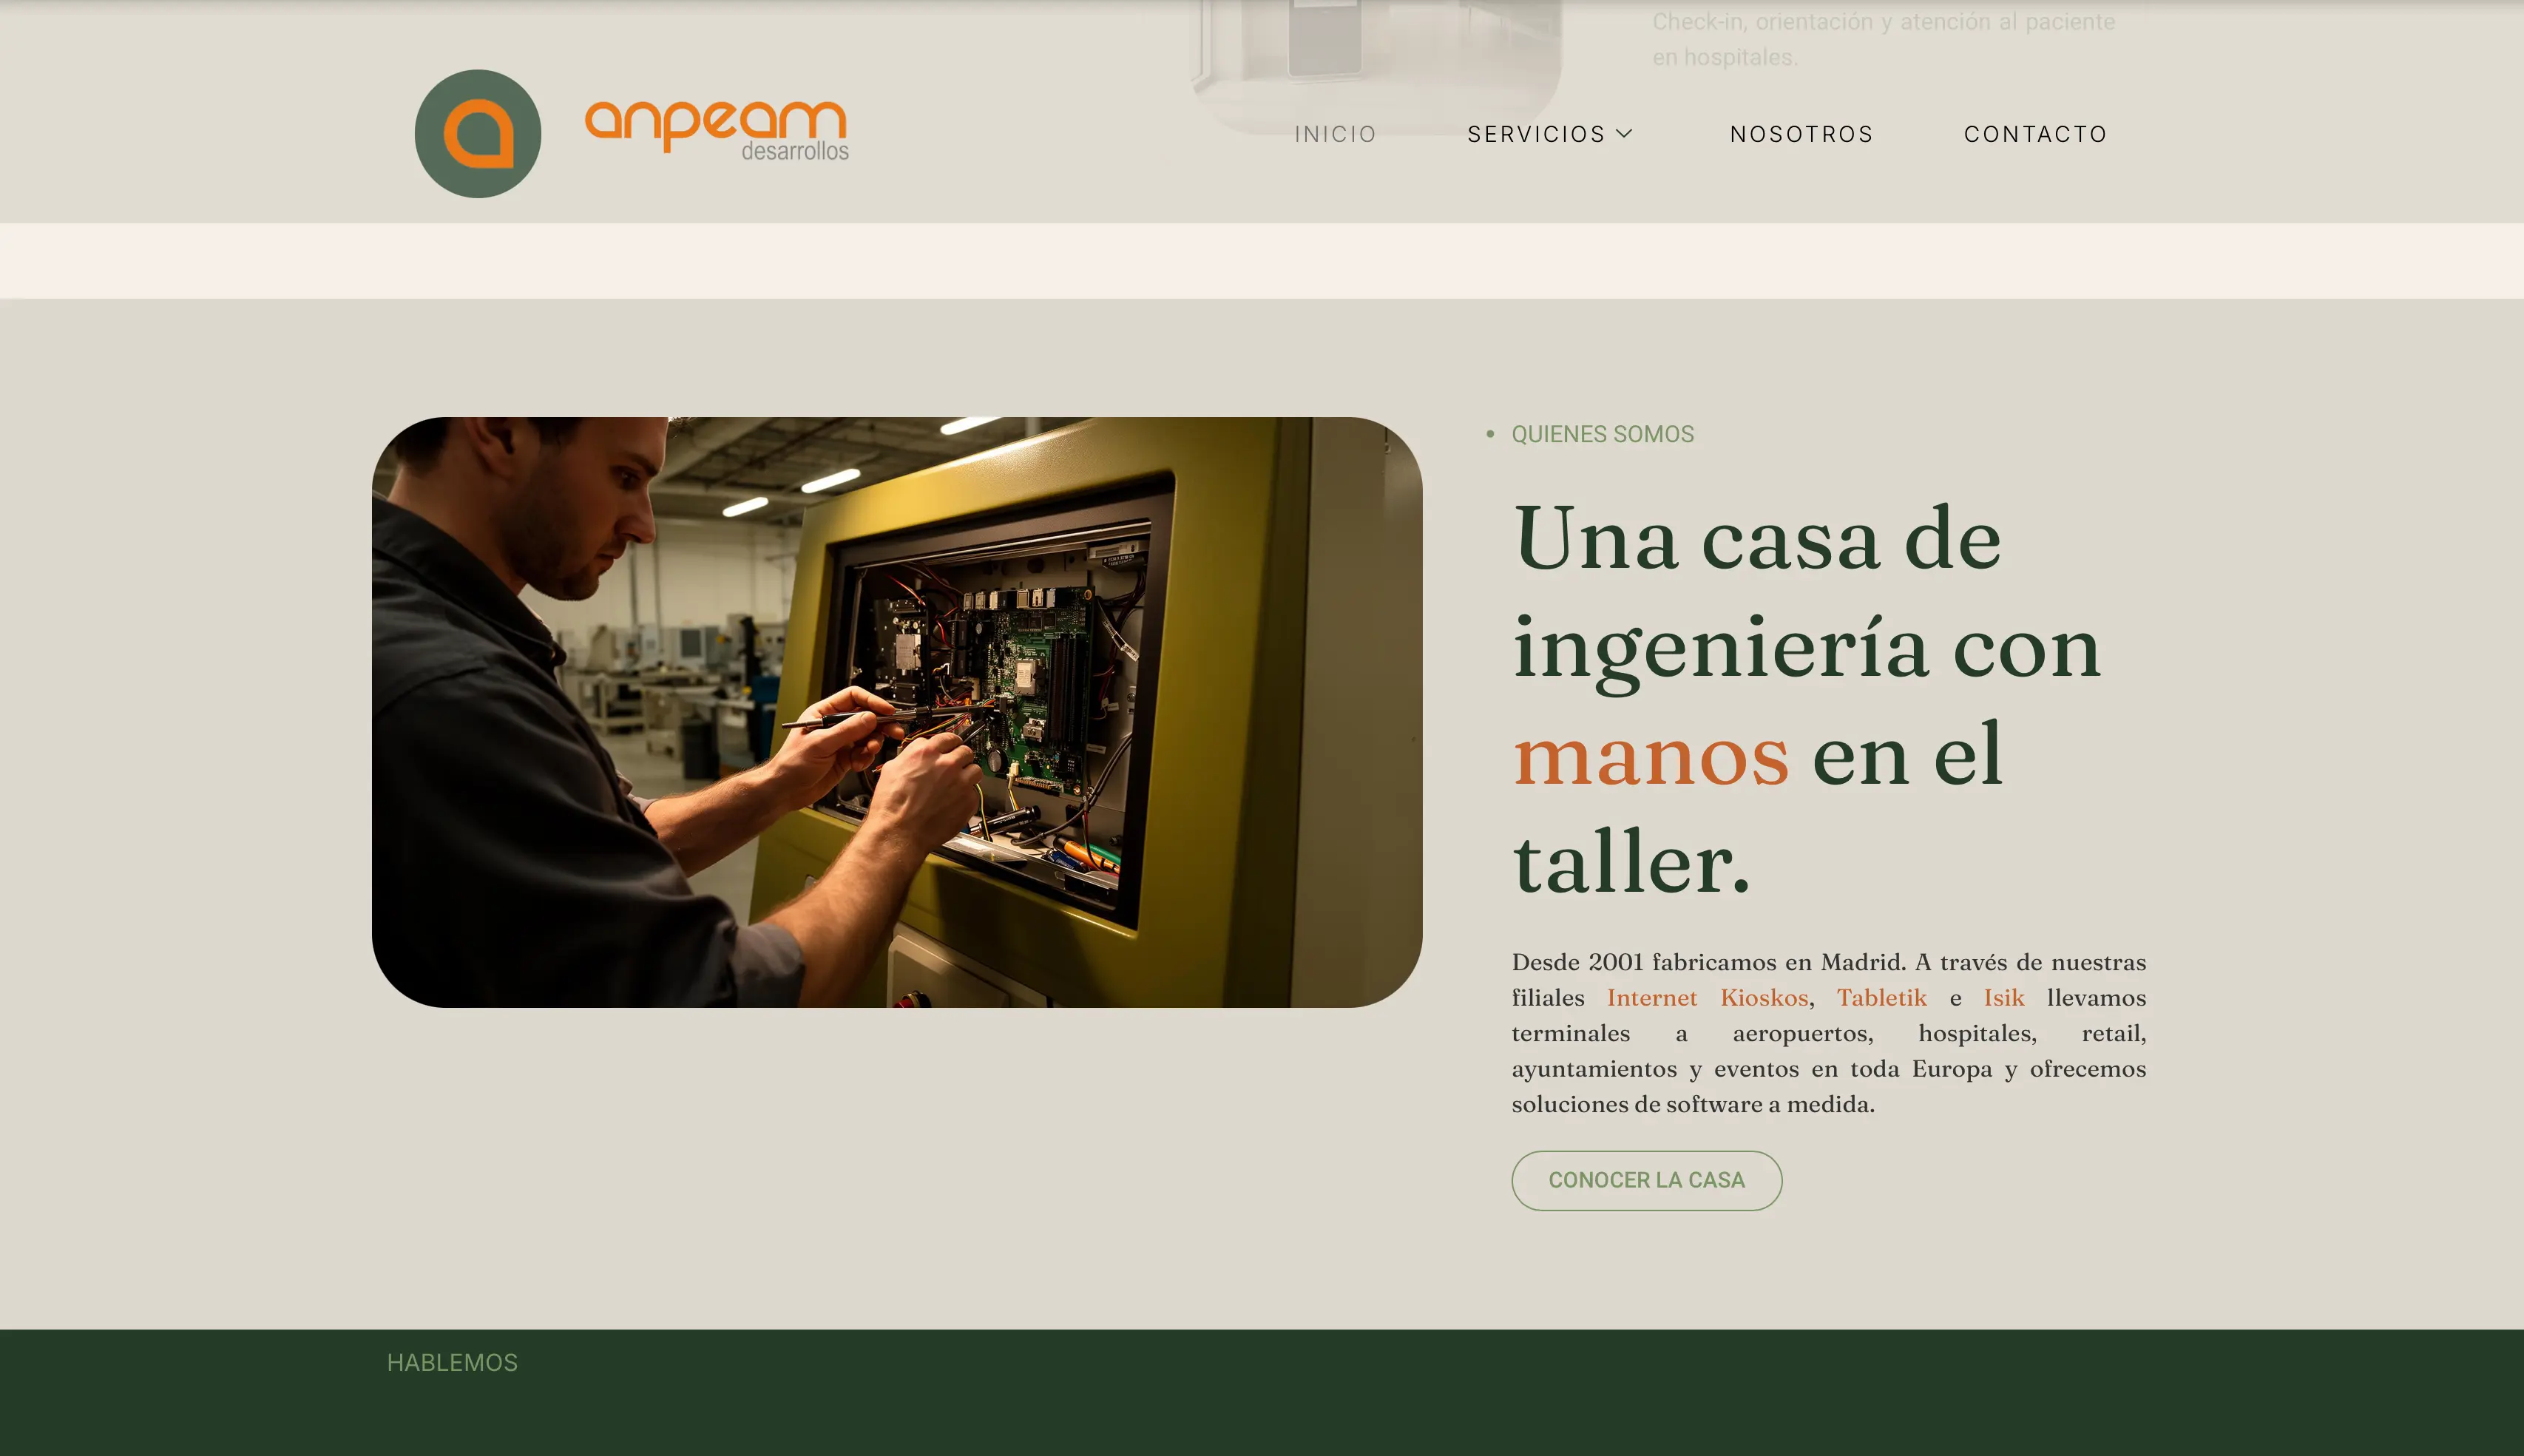 Check-in, orientación y atención al paciente
en hospitales.
a
anpeam
desarrollos
INICIO
SERVICIOS
NOSOTROS
CONTACTO
• QUIENES SOMOS
Una casa de
ingeniería con
manos en el
taller.
Desde 2001 fabricamos en Madrid. A través de nuestras
filiales Internet Kioskos, Tabletik e Isik llevamos
terminales a aeropuertos, hospitales, retail,
ayuntamientos y eventos en toda Europa y ofrecemos
soluciones de software a medida.
CONOCER LA CASA
HABLEMOS